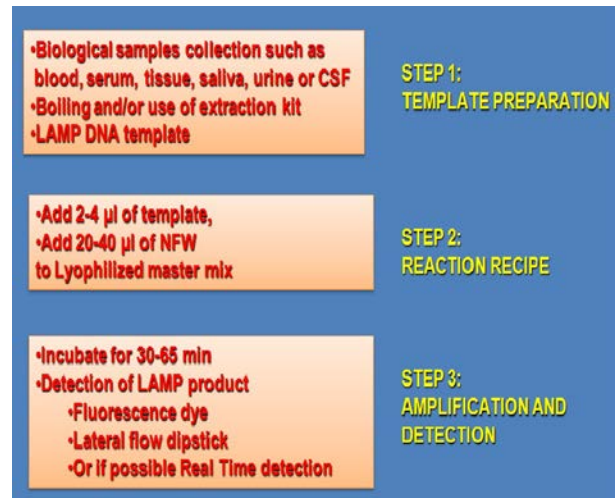 •Biological samples collection such as
blood, serum, tissue, saliva, urine or CSF
•Boiling and/or use of extraction kit
•LAMP DNA template
STEP 1:
TEMPLATE PREPARATION
•Add 2-4 µl of template,
•Add 20-40 µl of NFW
to Lyophilized master mix
STEP 2:
REACTION RECIPE
•Incubate for 30-65 min
•Detection of LAMP product
•Fluorescence dye
•Lateral flow dipstick
•Or if possible Real Time detection
STEP 3:
AMPLIFICATION AND
DETECTION